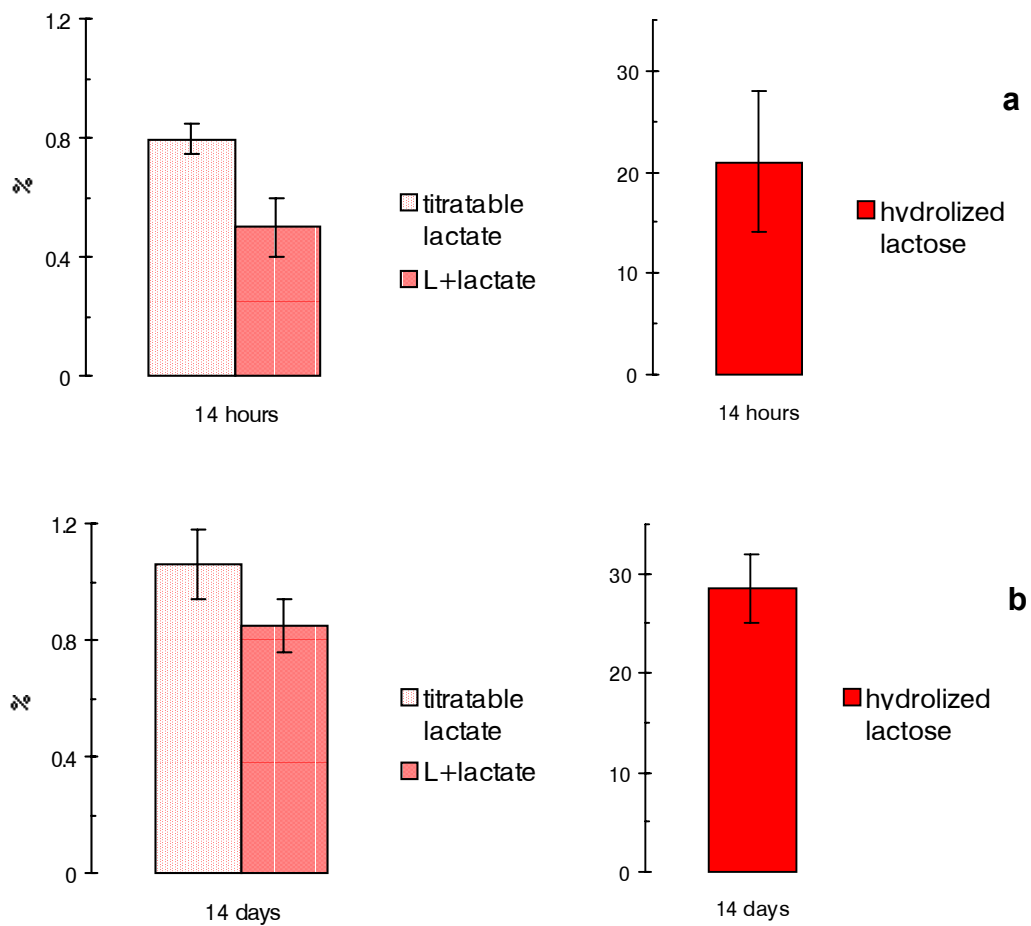 1.2
0.8
0.4
0
%
14 hours
titratable
lactate
L+lactate
30
20
10
0
14 hours
hydrolized
lactose
a
1.2
0.8
0.4
0
%
14 days
titratable
lactate
L+lactate
30
20
10
0
14 days
hydrolized
lactose
b